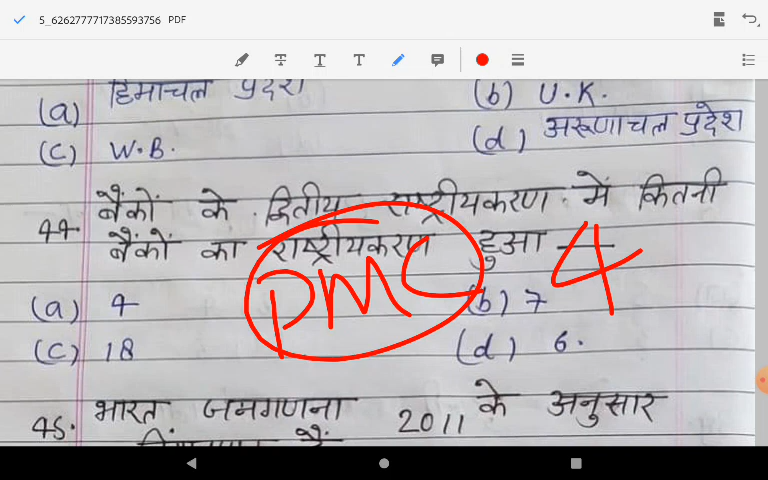 5_6262777717385593756 PDF
हिमाचल प्रदेश
(a) (b) U.K.
(c) W.B. (d) अरूणाचल प्रदेश
44. बैंकों के द्वितीय राष्ट्रीयकरण में कितनी
बैंकों का राष्ट्रीयकरण हुआ -
PMC 4
(a) 4 (b) 7
(c) 18 (d) 6.
45. भारत जनगणना 2011 के अनुसार